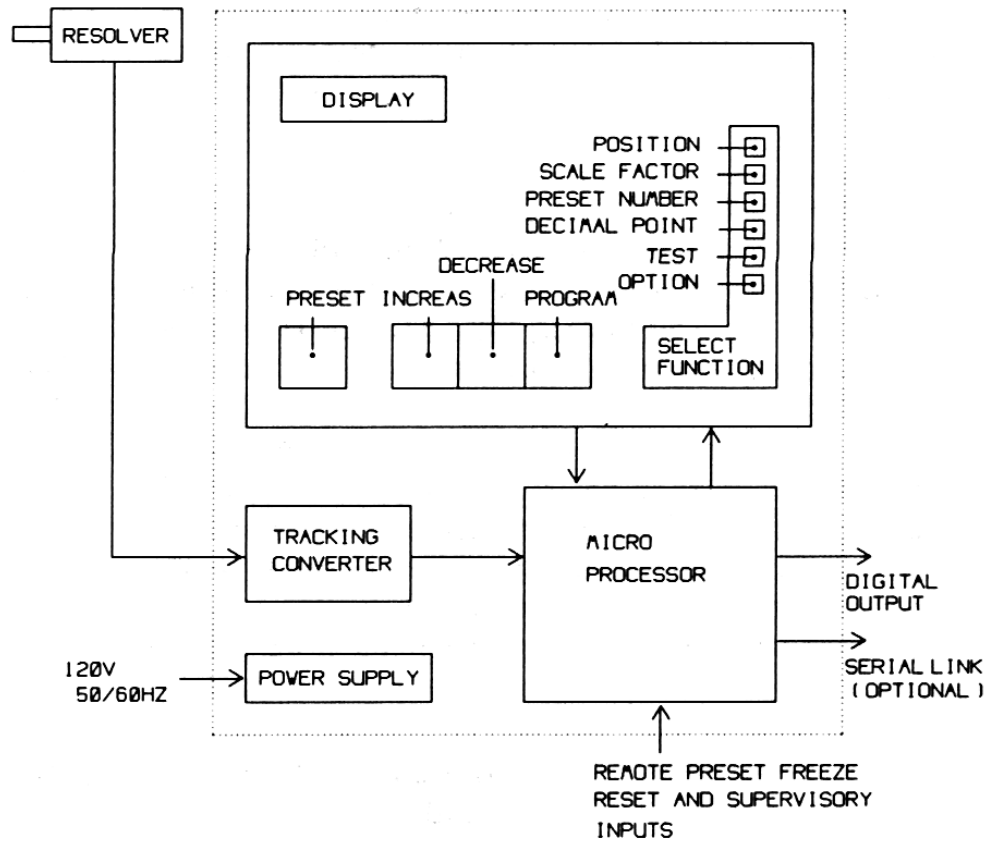 RESOLVER
DISPLAY
POSITION
SCALE FACTOR
PRESET NUMBER
DECIMAL POINT
TEST
OPTION
DECREASE
PRESET INCREAS PROGRAM
SELECT
FUNCTION
TRACKING
CONVERTER
MICRO
PROCESSOR
DIGITAL
OUTPUT
120V
50/60HZ
POWER SUPPLY
SERIAL LINK
(OPTIONAL)
REMOTE PRESET FREEZE
RESET AND SUPERVISORY
INPUTS